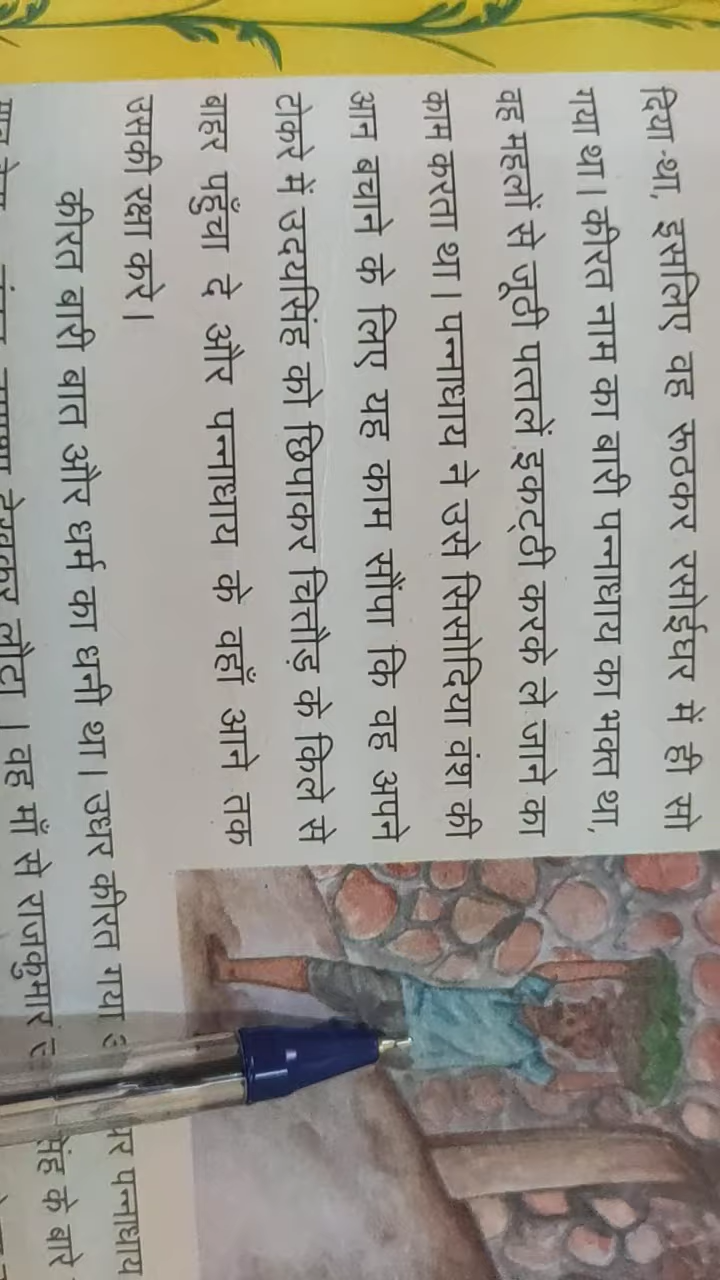 दिया था, इसलिए वह रूठकर रसोईघर में ही सो
गया था। कीरत नाम का बारी पन्नाधाय का भक्त था,
वह महलों से जूठी पत्तलें इकट्ठी करके ले जाने का
काम करता था। पन्नाधाय ने उसे सिसोदिया वंश की
आन बचाने के लिए यह काम सौंपा कि वह अपने
टोकरे में उदयसिंह को छिपाकर चित्तौड़ के किले से
बाहर पहुँचा दे और पन्नाधाय के वहाँ आने तक
उसकी रक्षा करे।
कीरत बारी बात और धर्म का धनी था। उधर कीरत गया पन्नाधाय
देखकर लौटा । वह माँ से राजकुमार के बारे